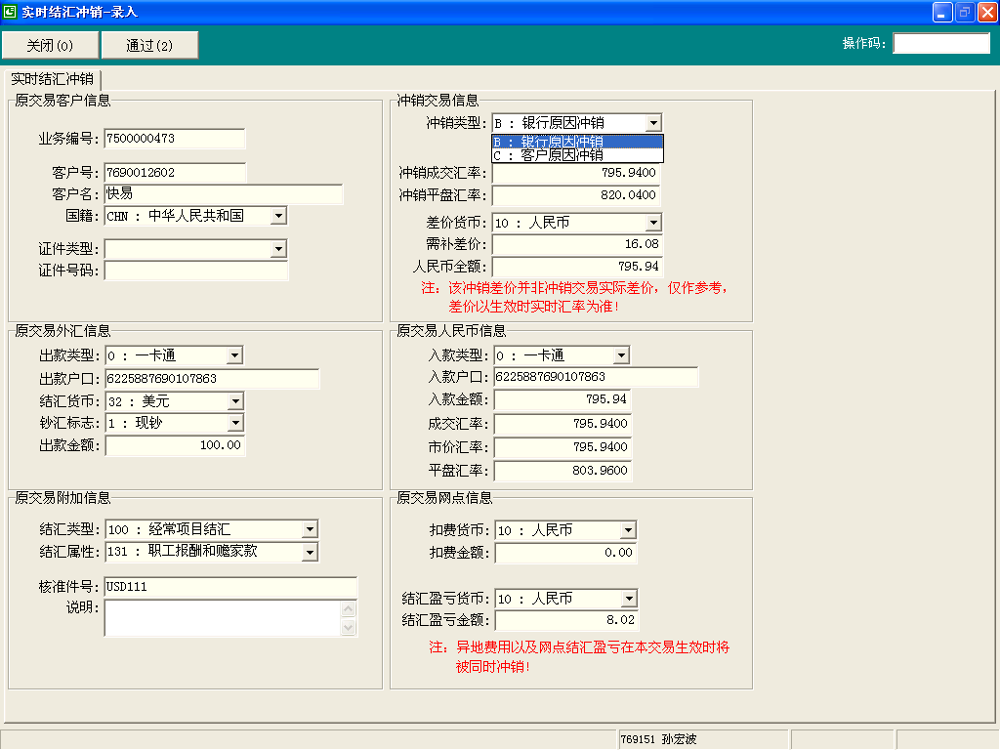 实时结汇冲销-录入
关闭(0) 通过(2) 操作码:
实时结汇冲销
原交易客户信息
业务编号: 7500000473
客户号: 7690012602
客户名: 快易
国籍: CHN : 中华人民共和国
证件类型:
证件号码:
冲销交易信息
冲销类型: B : 银行原因冲销
B : 银行原因冲销
C : 客户原因冲销
冲销成交汇率: 795.9400
冲销平盘汇率: 820.0400
差价货币: 10 : 人民币
需补差价: 16.08
人民币金额: 795.94
注: 该冲销差价并非冲销交易实际差价, 仅作参考,
差价以生效时实时汇率为准!
原交易外汇信息
出款类型: 0 : 一卡通
出款户口: 6225887690107863
结汇货币: 32 : 美元
钞汇标志: 1 : 现钞
出款金额: 100.00
原交易人民币信息
入款类型: 0 : 一卡通
入款户口: 6225887690107863
入款金额: 795.94
成交汇率: 795.9400
市价汇率: 795.9400
平盘汇率: 803.9600
原交易附加信息
结汇类型: 100 : 经常项目结汇
结汇属性: 131 : 职工报酬和赡家款
核准件号: USD111
说明:
原交易网点信息
扣费货币: 10 : 人民币
扣费金额: 0.00
结汇盈亏货币: 10 : 人民币
结汇盈亏金额: 8.02
注: 异地费用以及网点结汇盈亏在本交易生效时将
被同时冲销!
769151 孙宏波